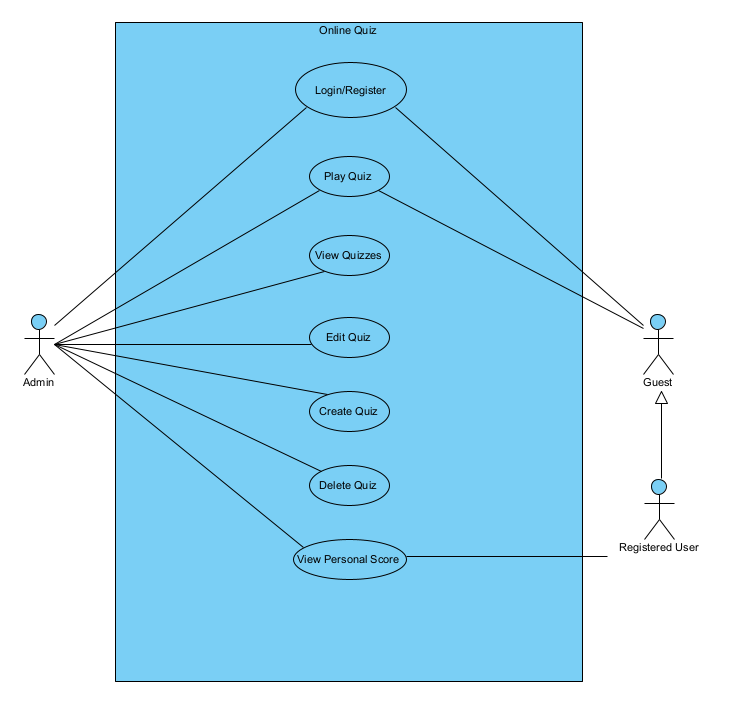 Online Quiz
Login/Register
Play Quiz
View Quizzes
Edit Quiz
Admin
Guest
Create Quiz
Delete Quiz
Registered User
View Personal Score